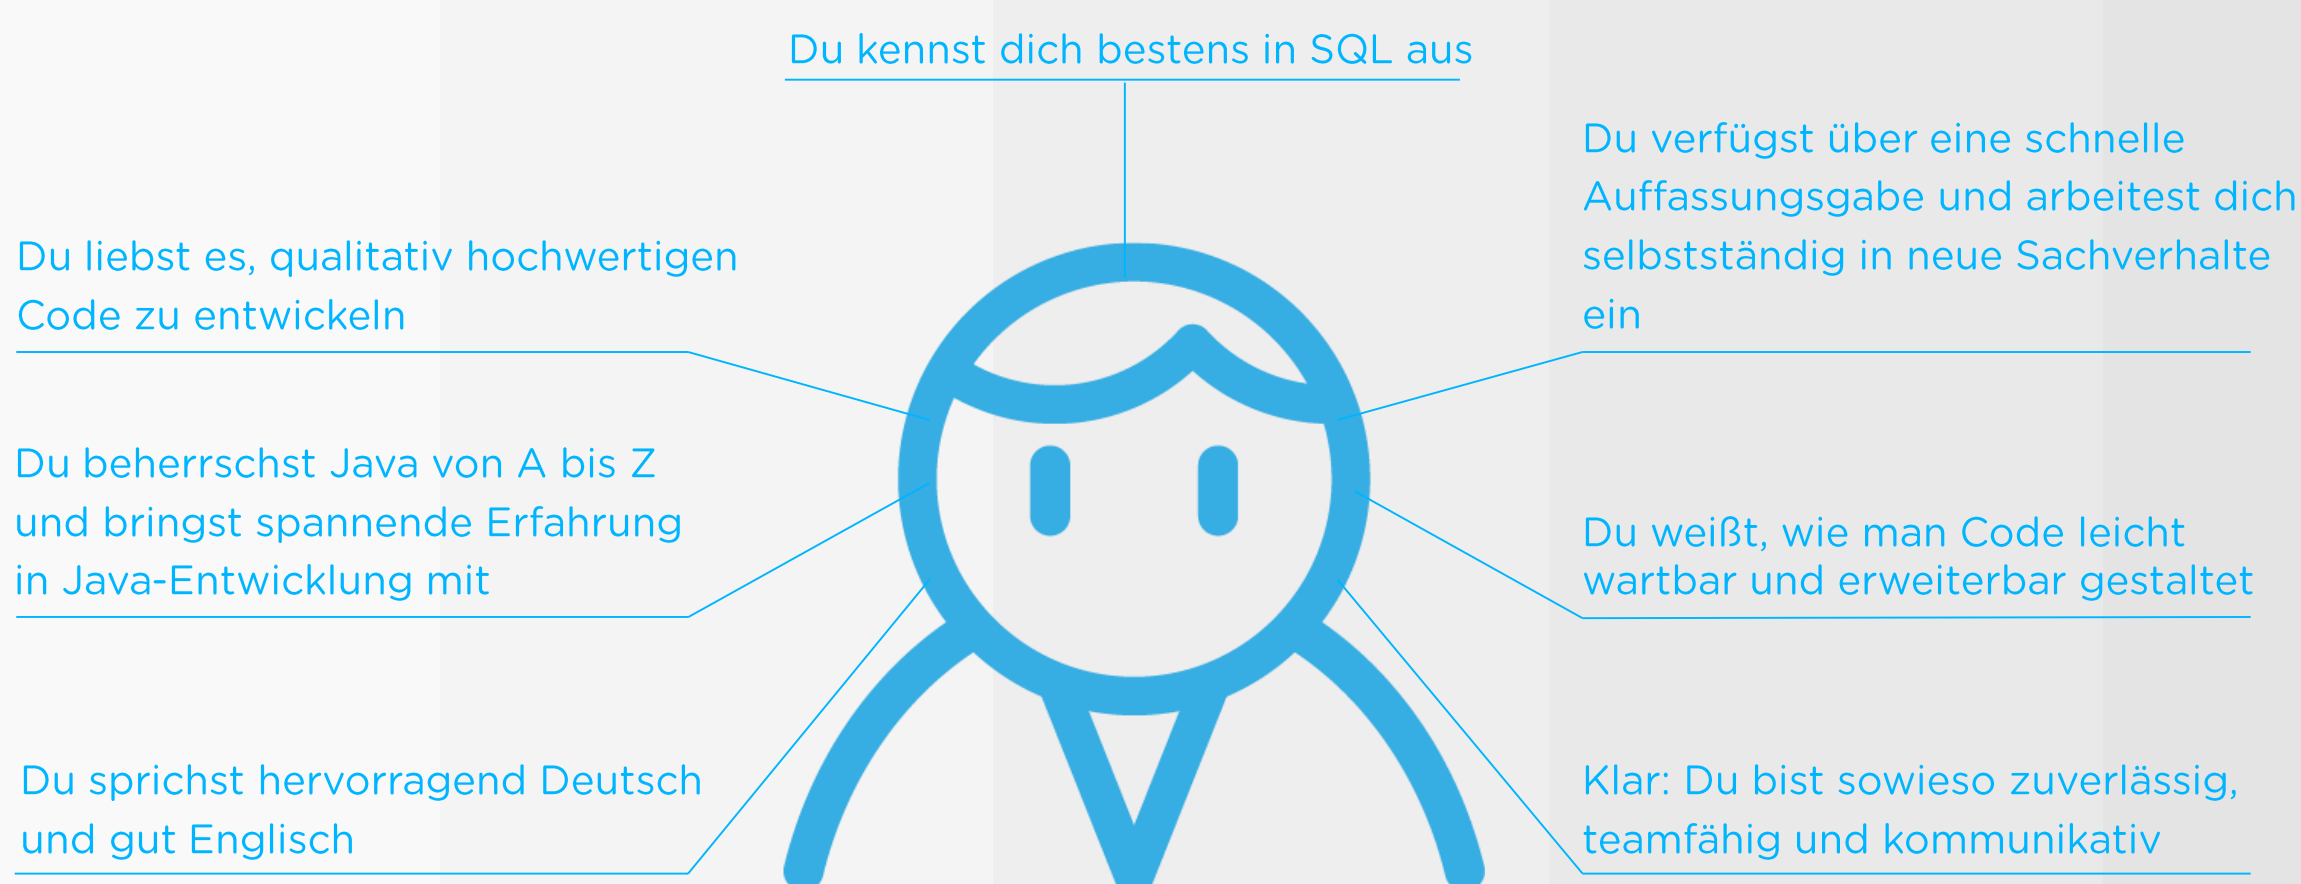 Du kennst dich bestens in SQL aus
Du liebst es, qualitativ hochwertigen
Code zu entwickeln
Du beherrschst Java von A bis Z
und bringst spannende Erfahrung
in Java-Entwicklung mit
Du sprichst hervorragend Deutsch
und gut Englisch
Du verfügst über eine schnelle
Auffassungsgabe und arbeitest dich
selbstständig in neue Sachverhalte
ein
Du weißt, wie man Code leicht
wartbar und erweiterbar gestaltet
Klar: Du bist sowieso zuverlässig,
teamfähig und kommunikativ